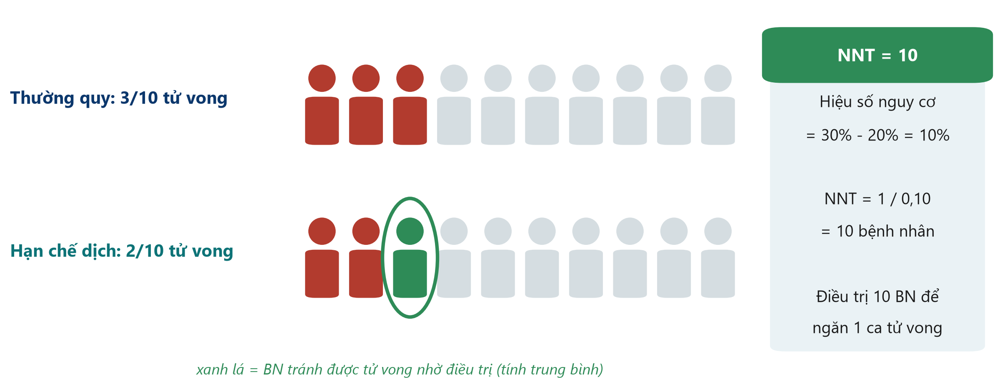 Thường quy: 3/10 tử vong
Hạn chế dịch: 2/10 tử vong
NNT = 10
Hiệu số nguy cơ
= 30% - 20% = 10%
NNT = 1 / 0,10
= 10 bệnh nhân
Điều trị 10 BN để
ngăn 1 ca tử vong
xanh lá = BN tránh được tử vong nhờ điều trị (tính trung bình)